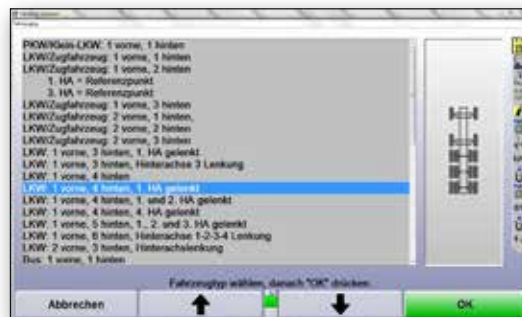 PKW/Klein-LKW: 1 vorne, 1 hinten
LKW/Zugfahrzeug: 1 vorne, 1 hinten
LKW/Zugfahrzeug: 1 vorne, 2 hinten
1. HA = Referenzpunkt
3. HA = Referenzpunkt
LKW/Zugfahrzeug: 1 vorne, 3 hinten
LKW/Zugfahrzeug: 2 vorne, 1 hinten,
LKW/Zugfahrzeug: 2 vorne, 2 hinten
LKW/Zugfahrzeug: 2 vorne, 3 hinten
LKW: 1 vorne, 3 hinten, 1. HA gelenkt
LKW: 1 vorne, 3 hinten, Hinterachse 3 Lenkung
LKW: 1 vorne, 4 hinten
LKW: 1 vorne, 4 hinten, 1. HA gelenkt
LKW: 1 vorne, 4 hinten, 1. und 2. HA gelenkt
LKW: 1 vorne, 4 hinten, 4. HA gelenkt
LKW: 1 vorne, 5 hinten, 1., 2. und 3. HA gelenkt
LKW: 1 vorne, 6 hinten, Hinterachse 1-2-3-4 Lenkung
LKW: 2 vorne, 3 hinten, Hinterachslenkung
Bus: 1 vorne, 1 hinten
Fahrzeugtyp wählen, danach "OK" drücken.
Abbrechen
OK